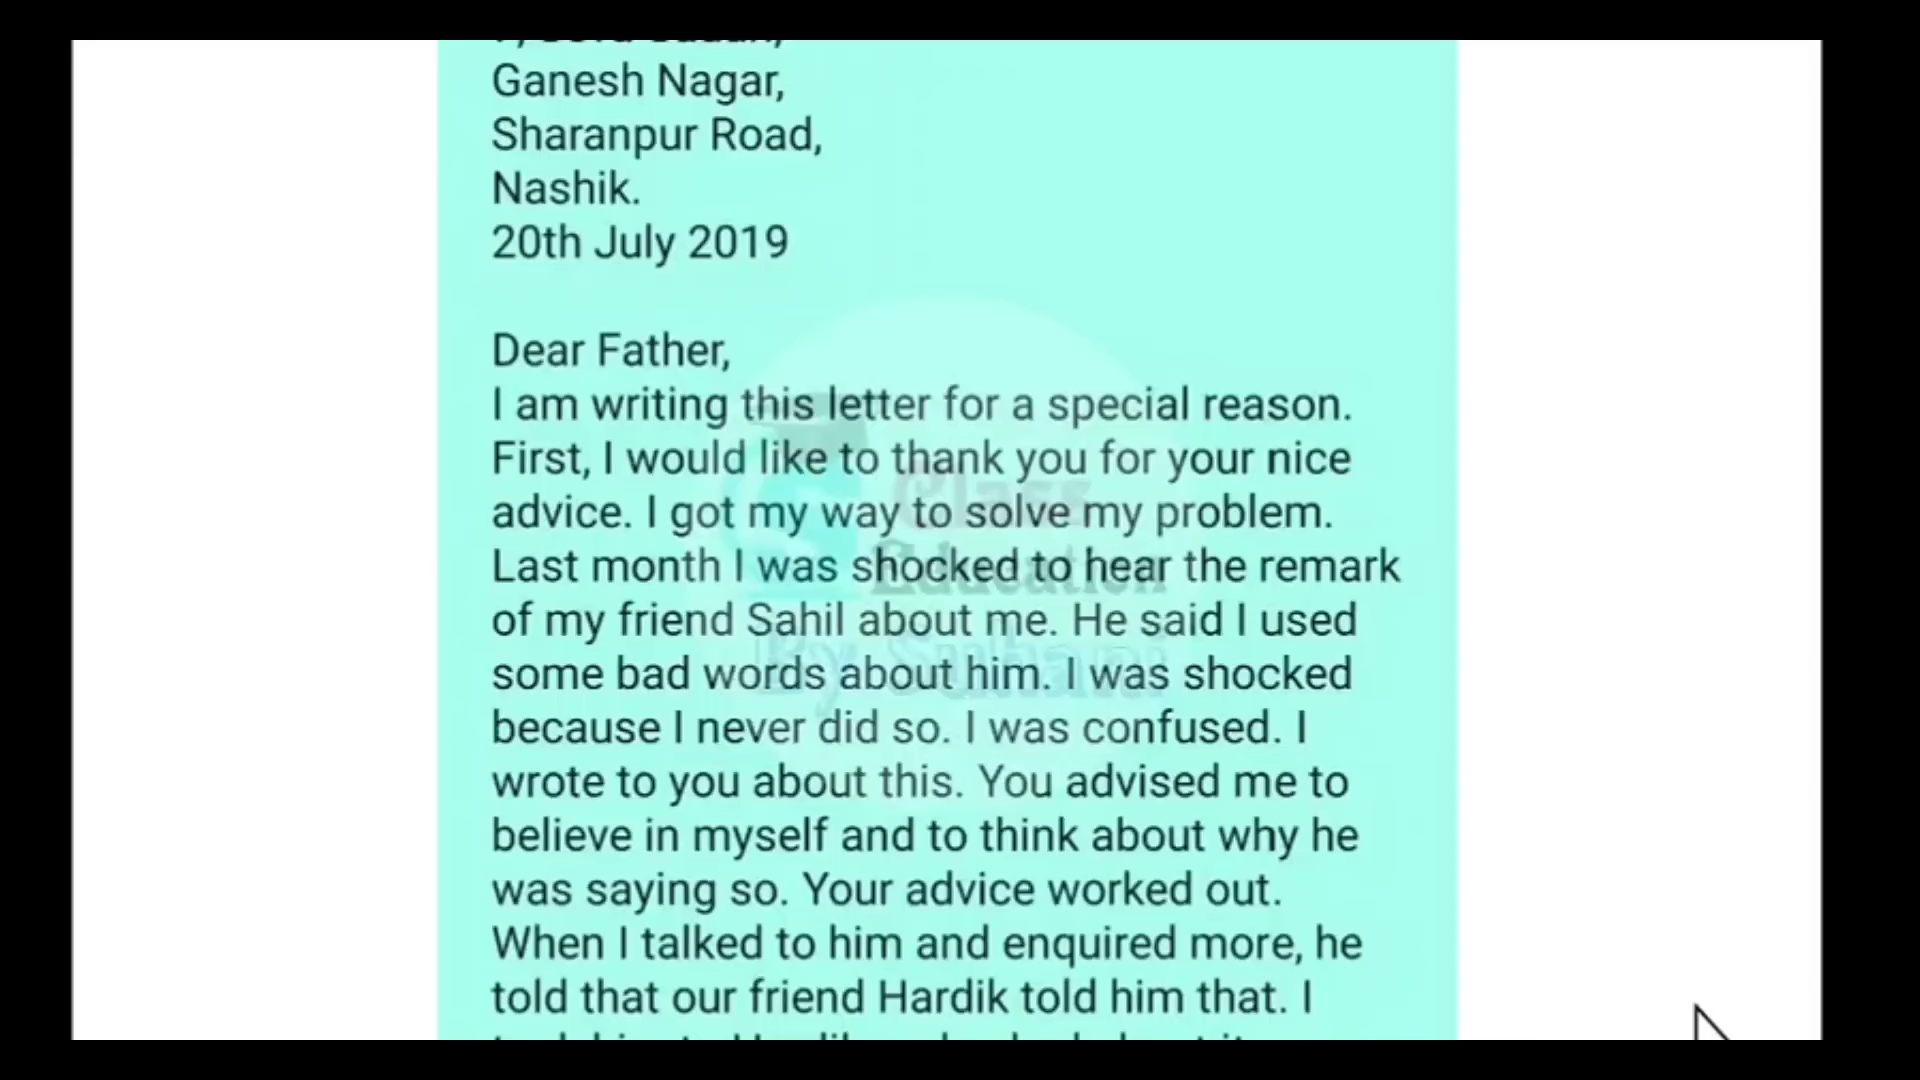 Ganesh Nagar,
Sharanpur Road,
Nashik.
20th July 2019
Dear Father,
I am writing this letter for a special reason.
First, I would like to thank you for your nice
advice. I got my way to solve my problem.
Last month I was shocked to hear the remark
of my friend Sahil about me. He said I used
some bad words about him. I was shocked
because I never did so. I was confused. I
wrote to you about this. You advised me to
believe in myself and to think about why he
was saying so. Your advice worked out.
When I talked to him and enquired more, he
told that our friend Hardik told him that. I
Class
Education
By Suhani